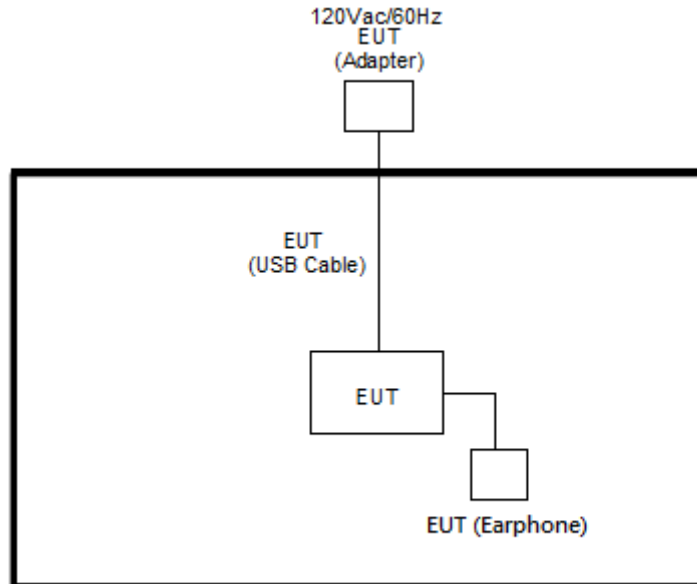 120Vac/60Hz
EUT
(Adapter)
EUT
(USB Cable)
EUT
EUT (Earphone)